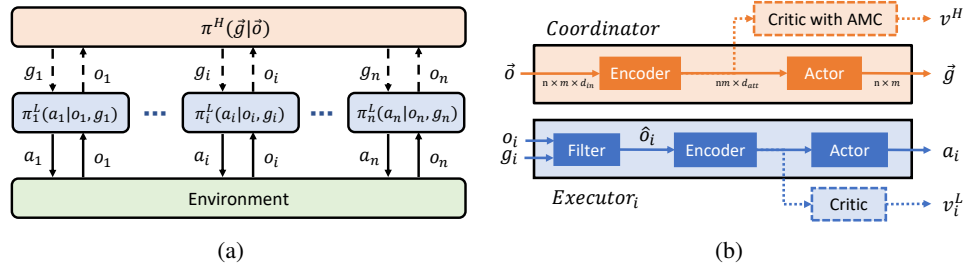 π^H(g⃗|o⃗)
g_1 o_1 g_i o_i g_n o_n
π_1^L(a_1|o_1, g_1) ••• π_i^L(a_i|o_i, g_i) ••• π_n^L(a_n|o_n, g_n)
a_1 o_1 a_i o_i a_n o_n
Environment
(a)
Critic with AMC v^H
Coordinator
o⃗ Encoder Actor g⃗
n × m × d_in nm × d_att n × m
o_i
g_i Filter ô_i Encoder Actor a_i
Executor_i
Critic v_i^L
(b)